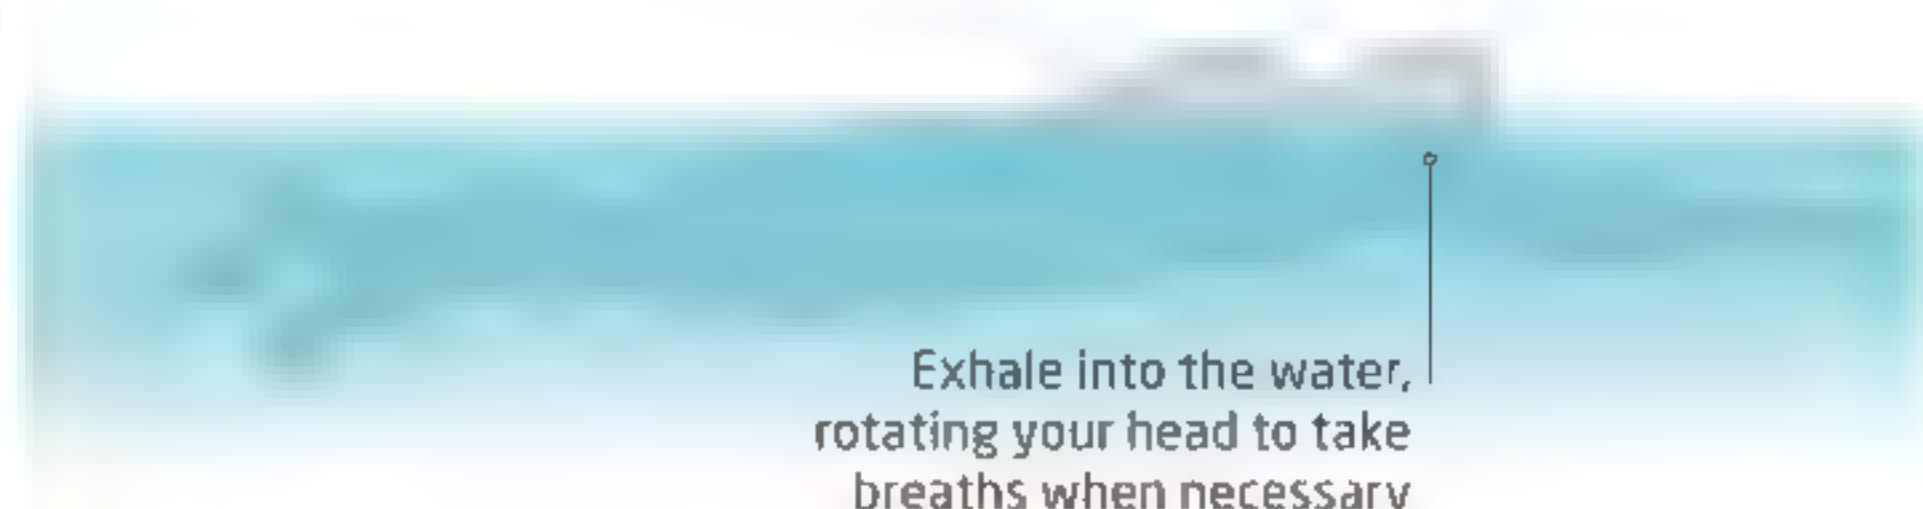 Exhale into the water,
rotating your head to take
breaths when necessary